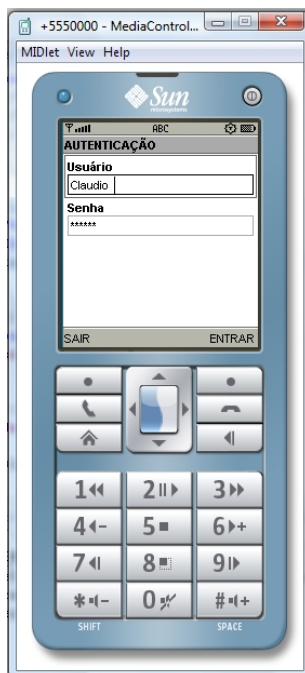 +5550000 - MediaControl...
MIDlet View Help
Sun
microsystems
ABC
AUTENTICAÇÃO
Usuário
Claudio
Senha
******
SAIR ENTRAR
1 2 3
4 5 6
7 8 9
* 0 #
SHIFT SPACE